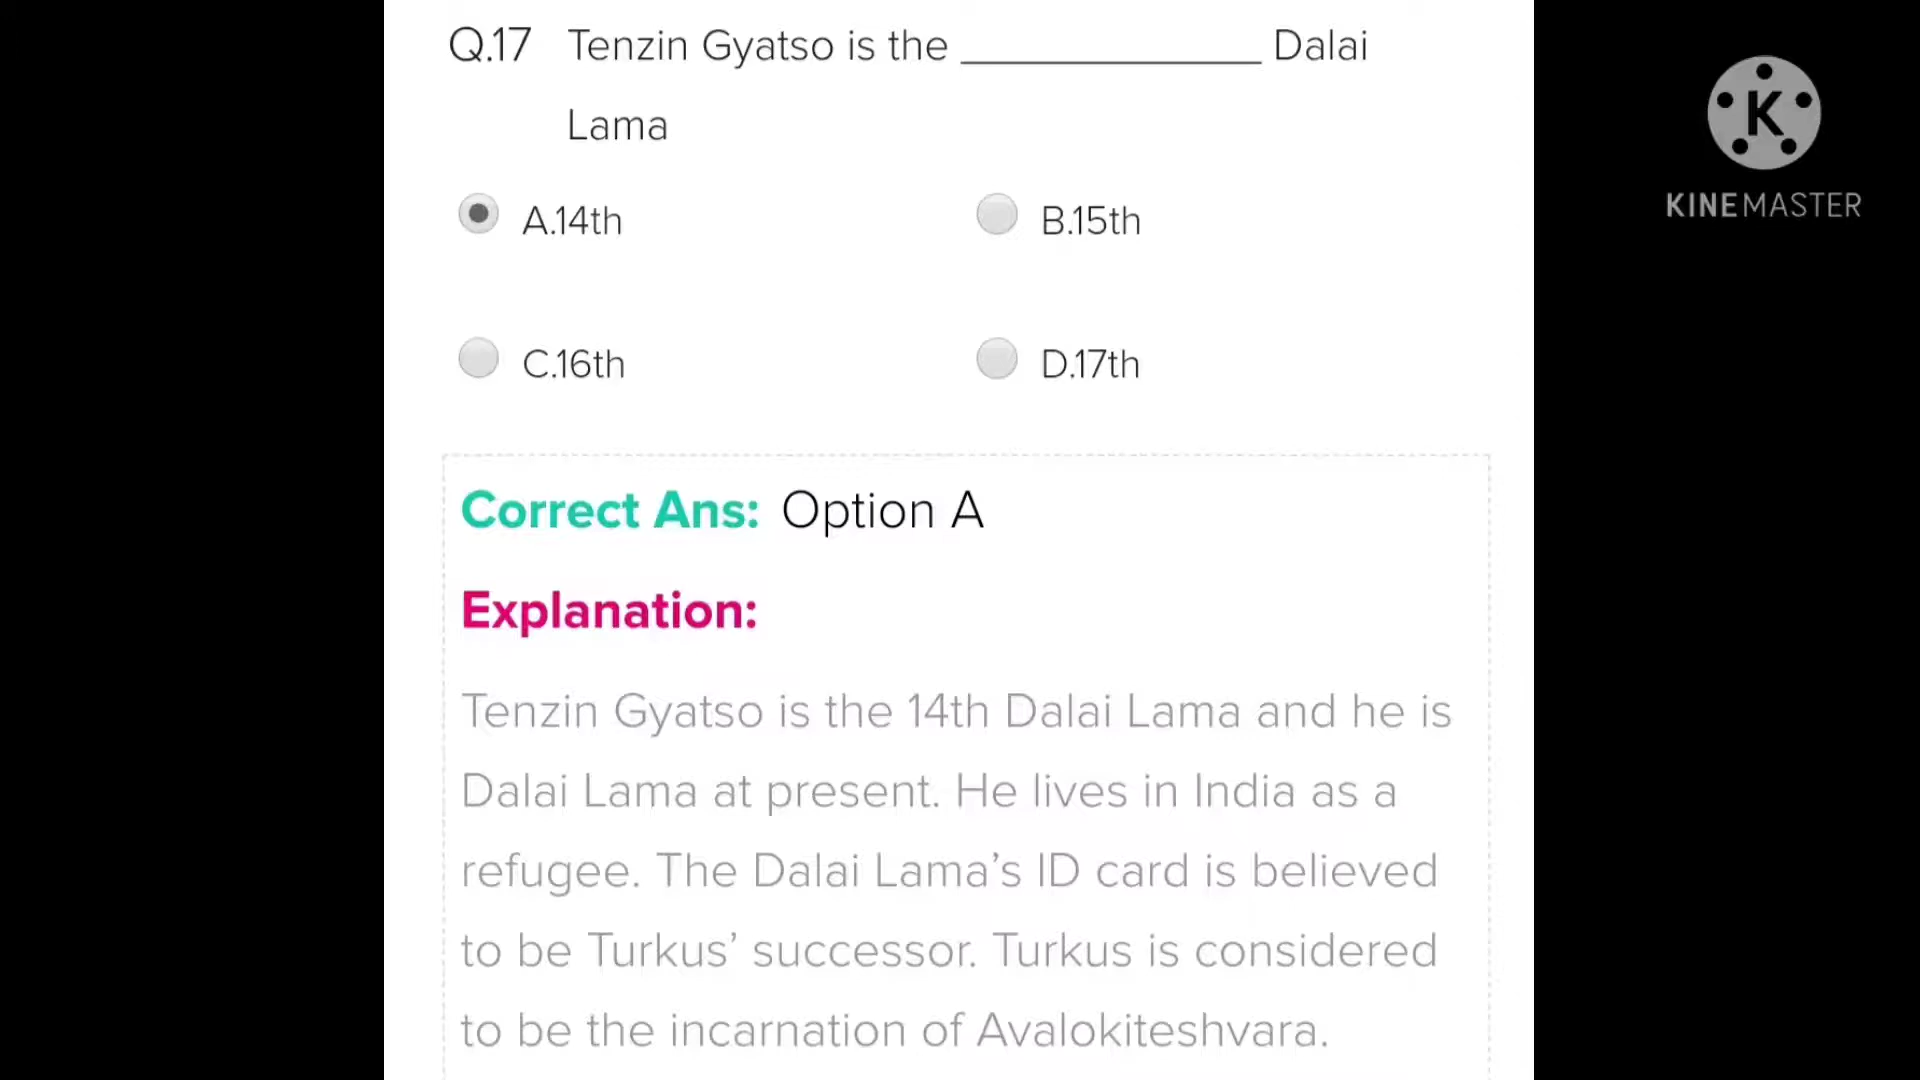 Q.17 Tenzin Gyatso is the ______________ Dalai
Lama
A.14th B.15th
C.16th D.17th
Correct Ans: Option A
Explanation:
Tenzin Gyatso is the 14th Dalai Lama and he is
Dalai Lama at present. He lives in India as a
refugee. The Dalai Lama’s ID card is believed
to be Turkus’ successor. Turkus is considered
to be the incarnation of Avalokiteshvara.
K
KINEMASTER